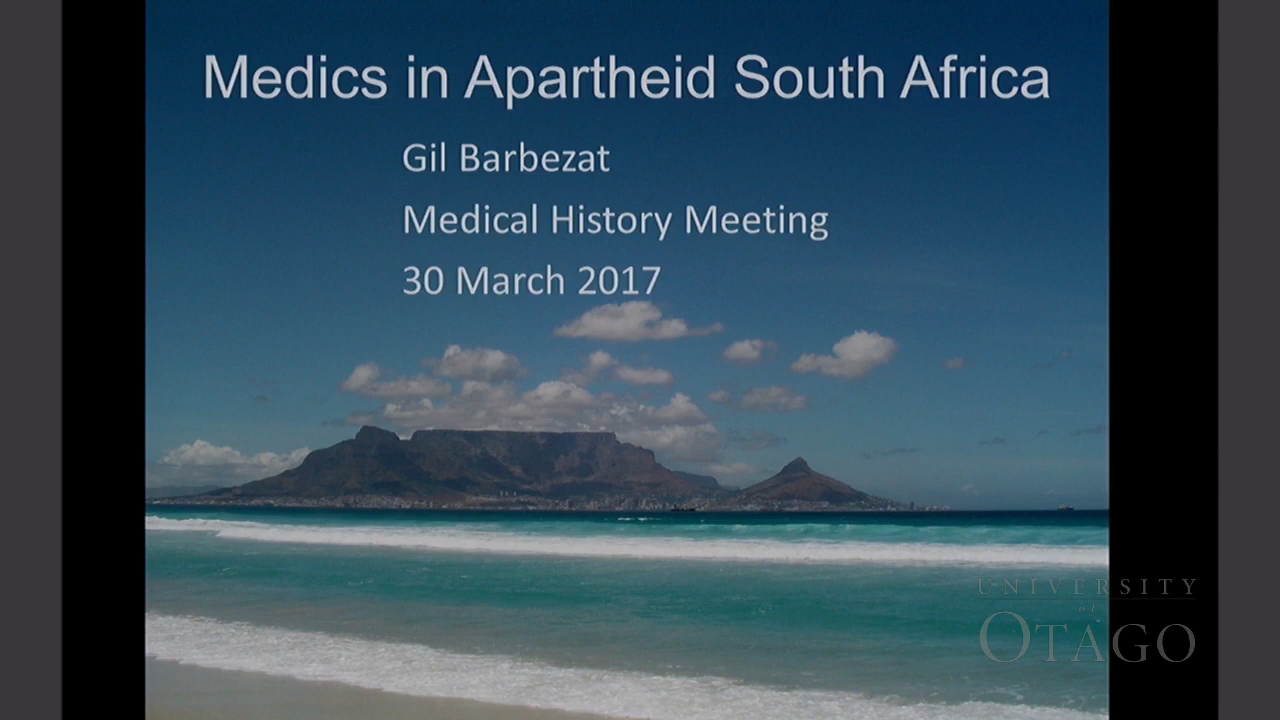 Medics in Apartheid South Africa
Gil Barbezat
Medical History Meeting
30 March 2017
UNIVERSITY
of
OTAGO